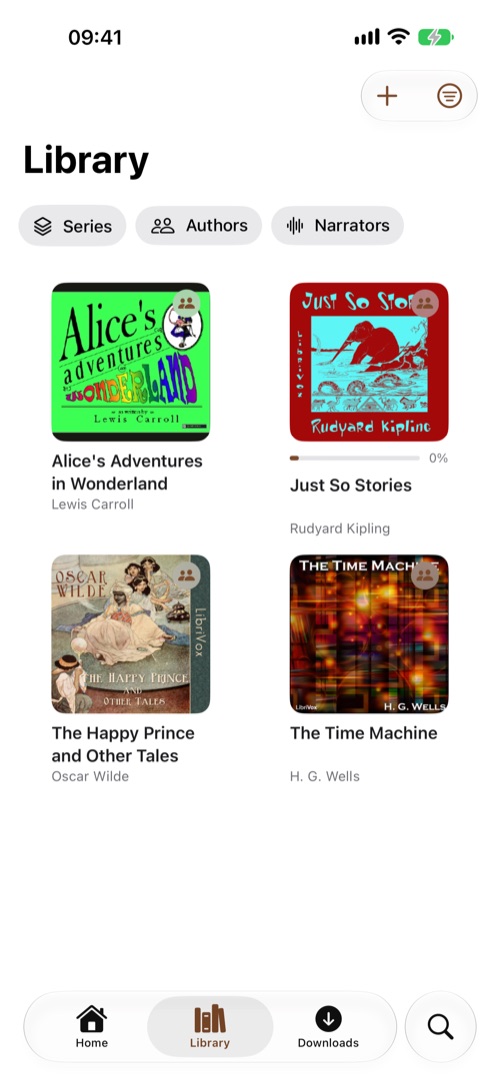 09:41
Library
Series
Authors
Narrators
Alice's
adventures
in
WONDERLAND
Lewis Carroll
Alice's Adventures
in Wonderland
Lewis Carroll
Just So Stor
Rudyard Kipling
0%
Just So Stories
Rudyard Kipling
OSCAR
WILDE
LibriVox
THE HAPPY PRINCE
AND
OTHER TALES
The Happy Prince
and Other Tales
Oscar Wilde
THE TIME MACH
LibriVox
H. G. WELLS
The Time Machine
H. G. Wells
Home
Library
Downloads